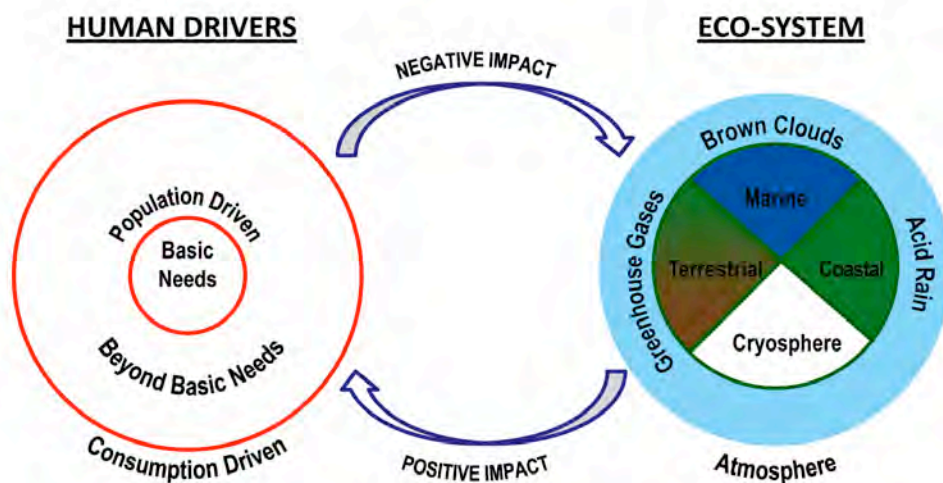 HUMAN DRIVERS
ECO-SYSTEM
NEGATIVE IMPACT
Population Driven
Basic
Needs
Beyond Basic Needs
Consumption Driven
Brown Clouds
Greenhouse Gases
Acid Rain
Marine
Terrestrial
Coastal
Cryosphere
Atmosphere
POSITIVE IMPACT